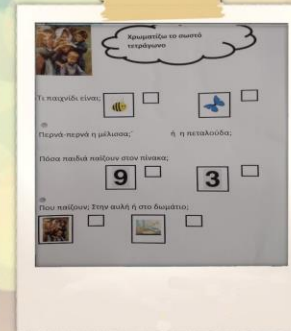 Χρωματίζω το σωστό
τετράγωνο
Τι παιχνίδι είναι;
Περνά-περνά η μέλισσα; ή η πεταλούδα;
Πόσα παιδιά παίζουν στον πίνακα;
9 3
Που παίζουν; Στην αυλή ή στο δωμάτιο;